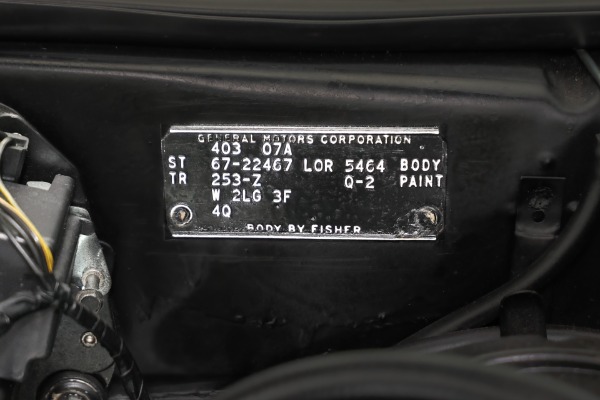 GENERAL MOTORS CORPORATION
403 07A
ST 67-22467 LOR 5464 BODY
TR 253-Z Q-2 PAINT
W 2LG 3F
4Q
BODY BY FISHER